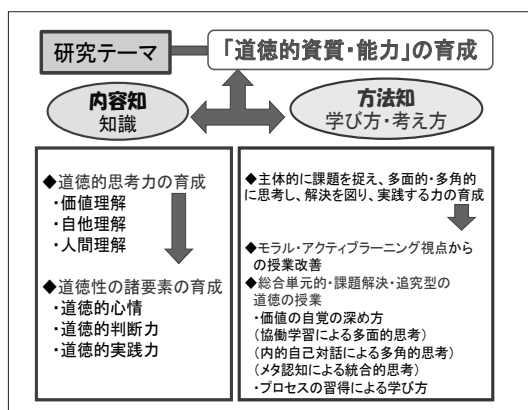 研究テーマ
「道徳的資質・能力」の育成
内容知
知識
方法知
学び方・考え方
◆道徳的思考力の育成
・価値理解
・自他理解
・人間理解
◆道徳性の諸要素の育成
・道徳的心情
・道徳的判断力
・道徳的実践力
◆主体的に課題を捉え、多面的・多角的
に思考し、解決を図り、実践する力の育成
◆モラル・アクティブラーニング視点から
の授業改善
◆総合単元的・課題解決・追究型の
道徳の授業
・価値の自覚の深め方
(協働学習による多面的思考)
(内的自己対話による多角的思考)
(メタ認知による統合的思考)
・プロセスの習得による学び方